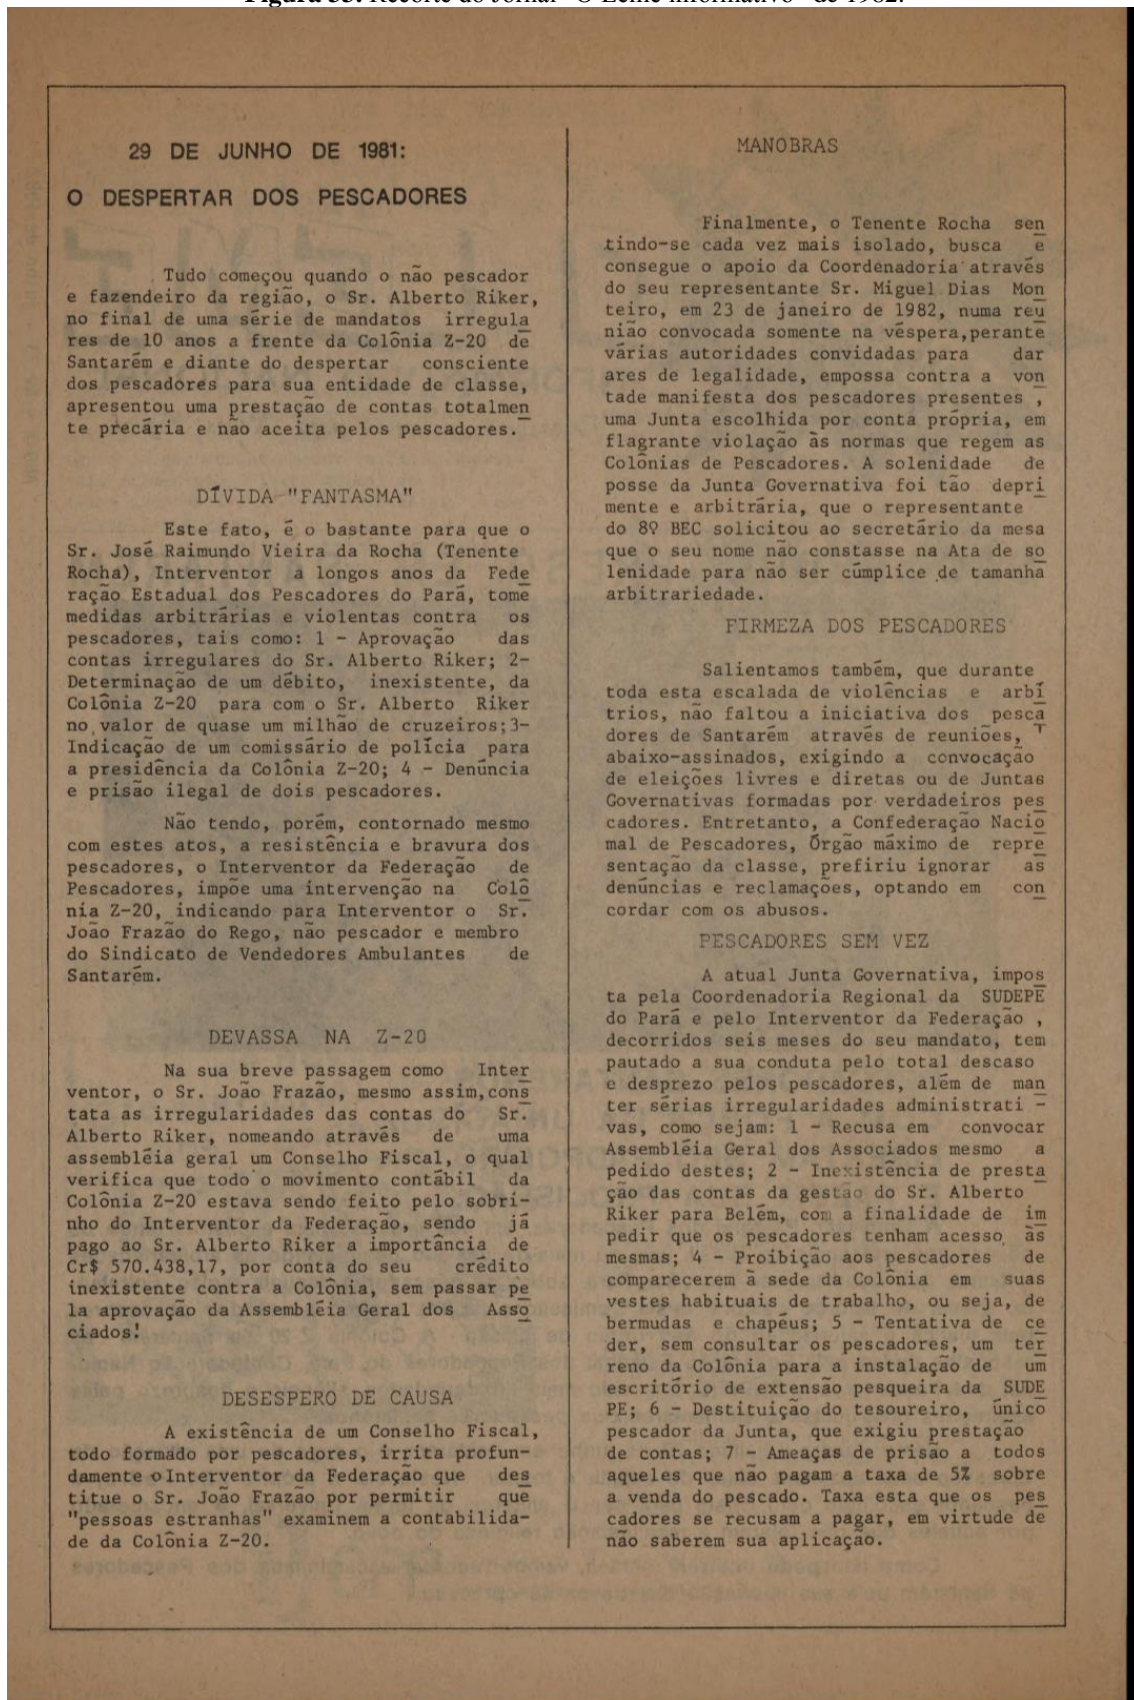 29 DE JUNHO DE 1981:
O DESPERTAR DOS PESCADORES
Tudo começou quando o não pescador
e fazendeiro da região, o Sr. Alberto Riker,
no final de uma série de mandatos irregula
res de 10 anos a frente da Colônia Z-20 de
Santarém e diante do despertar consciente
dos pescadores para sua entidade de classe,
apresentou uma prestação de contas totalmen
te precária e não aceita pelos pescadores.
DÍVIDA "FANTASMA"
Este fato, é o bastante para que o
Sr. José Raimundo Vieira da Rocha (Tenente
Rocha), Interventor a longos anos da Fede
ração Estadual dos Pescadores do Pará, tome
medidas arbitrárias e violentas contra os
pescadores, tais como: 1 - Aprovação das
contas irregulares do Sr. Alberto Riker; 2-
Determinação de um débito, inexistente, da
Colônia Z-20 para com o Sr. Alberto Riker
no valor de quase um milhão de cruzeiros;3-
Indicação de um comissário de polícia para
a presidência da Colônia Z-20; 4 - Denúncia
e prisão ilegal de dois pescadores.
Não tendo, porém, contornado mesmo
com estes atos, a resistência e bravura dos
pescadores, o Interventor da Federação de
Pescadores, impõe uma intervenção na Colô
nia Z-20, indicando para Interventor o Sr.
João Frazão do Rego, não pescador e membro
do Sindicato de Vendedores Ambulantes de
Santarém.
DEVASSA NA Z-20
Na sua breve passagem como Inter
ventor, o Sr. João Frazão, mesmo assim,cons
tata as irregularidades das contas do Sr.
Alberto Riker, nomeando através de uma
assembléia geral um Conselho Fiscal, o qual
verifica que todo o movimento contábil da
Colônia Z-20 estava sendo feito pelo sobri-
nho do Interventor da Federação, sendo já
pago ao Sr. Alberto Riker a importância de
Cr$ 570.438,17, por conta do seu crédito
inexistente contra a Colônia, sem passar pe
la aprovação da Assembléia Geral dos Asso
ciados!
DESESPERO DE CAUSA
A existência de um Conselho Fiscal,
todo formado por pescadores, irrita profun-
damente o Interventor da Federação que des
titue o Sr. João Frazão por permitir que
"pessoas estranhas" examinem a contabilida-
de da Colônia Z-20.
MANOBRAS
Finalmente, o Tenente Rocha sen
tindo-se cada vez mais isolado, busca e
consegue o apoio da Coordenadoria através
do seu representante Sr. Miguel Dias Mon
teiro, em 23 de janeiro de 1982, numa reu
nião convocada somente na véspera,perante
várias autoridades convidadas para dar
ares de legalidade, empossa contra a von
tade manifesta dos pescadores presentes ,
uma Junta escolhida por conta própria, em
flagrante violação às normas que regem as
Colônias de Pescadores. A solenidade de
posse da Junta Governativa foi tão depri
mente e arbitrária, que o representante
do 8º BEC solicitou ao secretário da mesa
que o seu nome não constasse na Ata de so
lenidade para não ser cúmplice de tamanha
arbitrariedade.
FIRMEZA DOS PESCADORES
Salientamos também, que durante
toda esta escalada de violências e arbí
trios, não faltou a iniciativa dos pesca
dores de Santarém através de reuniões,
abaixo-assinados, exigindo a convocação
de eleições livres e diretas ou de Juntas
Governativas formadas por verdadeiros pes
cadores. Entretanto, a Confederação Nacio
mal de Pescadores, Órgão máximo de repre
sentação da classe, prefiriu ignorar as
denúncias e reclamações, optando em con
cordar com os abusos.
PESCADORES SEM VEZ
A atual Junta Governativa, impos
ta pela Coordenadoria Regional da SUDEPE
do Pará e pelo Interventor da Federação ,
decorridos seis meses do seu mandato, tem
pautado a sua conduta pelo total descaso
e desprezo pelos pescadores, além de man
ter sérias irregularidades administrati -
vas, como sejam: 1 - Recusa em convocar
Assembléia Geral dos Associados mesmo a
pedido destes; 2 - Inexistência de presta
ção das contas da gestão do Sr. Alberto
Riker para Belém, com a finalidade de im
pedir que os pescadores tenham acesso às
mesmas; 4 - Proibição aos pescadores de
comparecerem à sede da Colônia em suas
vestes habituais de trabalho, ou seja, de
bermudas e chapéus; 5 - Tentativa de ce
der, sem consultar os pescadores, um ter
reno da Colônia para a instalação de um
escritório de extensão pesqueira da SUDE
PE; 6 - Destituição do tesoureiro, único
pescador da Junta, que exigiu prestação
de contas; 7 - Ameaças de prisão a todos
aqueles que não pagam a taxa de 5% sobre
a venda do pescado. Taxa esta que os pes
cadores se recusam a pagar, em virtude de
não saberem sua aplicação.